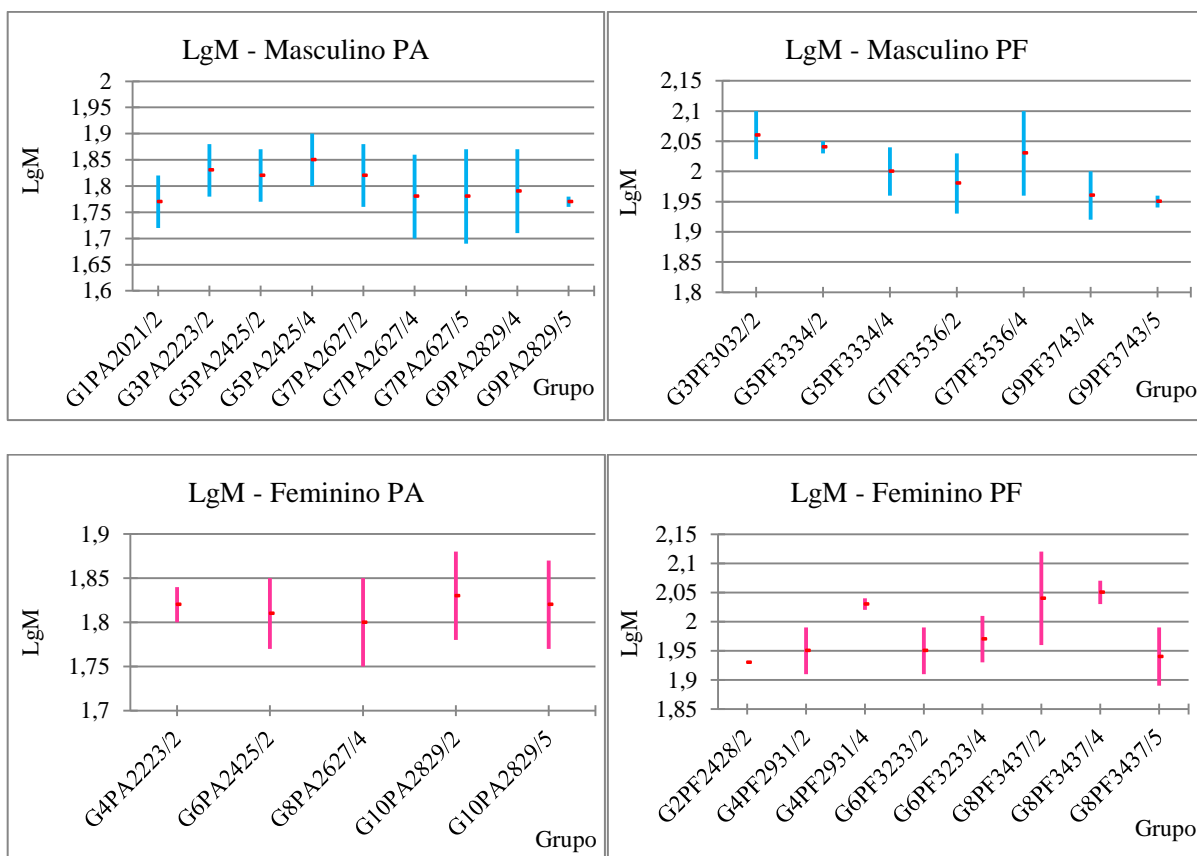 LgM - Masculino PA
2
1,95
1,9
1,85
1,8
1,75
1,7
1,65
1,6
LgM
G1PA2021/2
G3PA2223/2
G5PA2425/2
G5PA2425/4
G7PA2627/2
G7PA2627/4
G7PA2627/5
G9PA2829/4
G9PA2829/5
Grupo
LgM - Masculino PF
2,15
2,1
2,05
2
1,95
1,9
1,85
1,8
LgM
G3PF3032/2
G5PF3334/2
G5PF3334/4
G7PF3536/2
G7PF3536/4
G9PF3743/4
G9PF3743/5
Grupo
LgM - Feminino PA
1,9
1,85
1,8
1,75
1,7
LgM
G4PA2223/2
G6PA2425/2
G8PA2627/4
G10PA2829/2
G10PA2829/5
Grupo
LgM - Feminino PF
2,15
2,1
2,05
2
1,95
1,9
1,85
LgM
G2PF2428/2
G4PF2931/2
G4PF2931/4
G6PF3233/2
G6PF3233/4
G8PF3437/2
G8PF3437/4
G8PF3437/5
Grupo